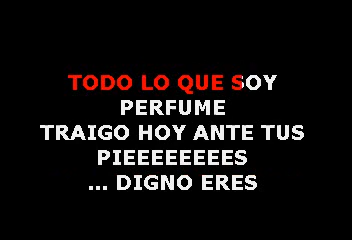 TODO LO QUE SOY
PERFUME
TRAIGO HOY ANTE TUS
PIEEEEEEEES
... DIGNO ERES